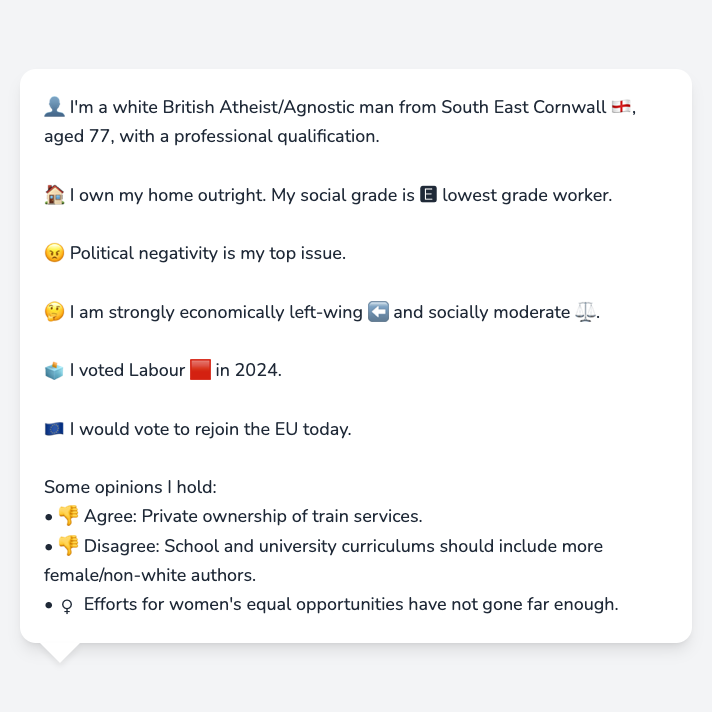 👤 I'm a white British Atheist/Agnostic man from South East Cornwall 🏴󠁧󠁢󠁥󠁮󠁧󠁿,
aged 77, with a professional qualification.
🏠 I own my home outright. My social grade is 🅴 lowest grade worker.
😠 Political negativity is my top issue.
🤔 I am strongly economically left-wing ⬅️ and socially moderate ⚖️.
🗳️ I voted Labour 🟥 in 2024.
🇪🇺 I would vote to rejoin the EU today.
Some opinions I hold:
• 👎 Agree: Private ownership of train services.
• 👎 Disagree: School and university curriculums should include more
female/non-white authors.
• ♀ Efforts for women's equal opportunities have not gone far enough.